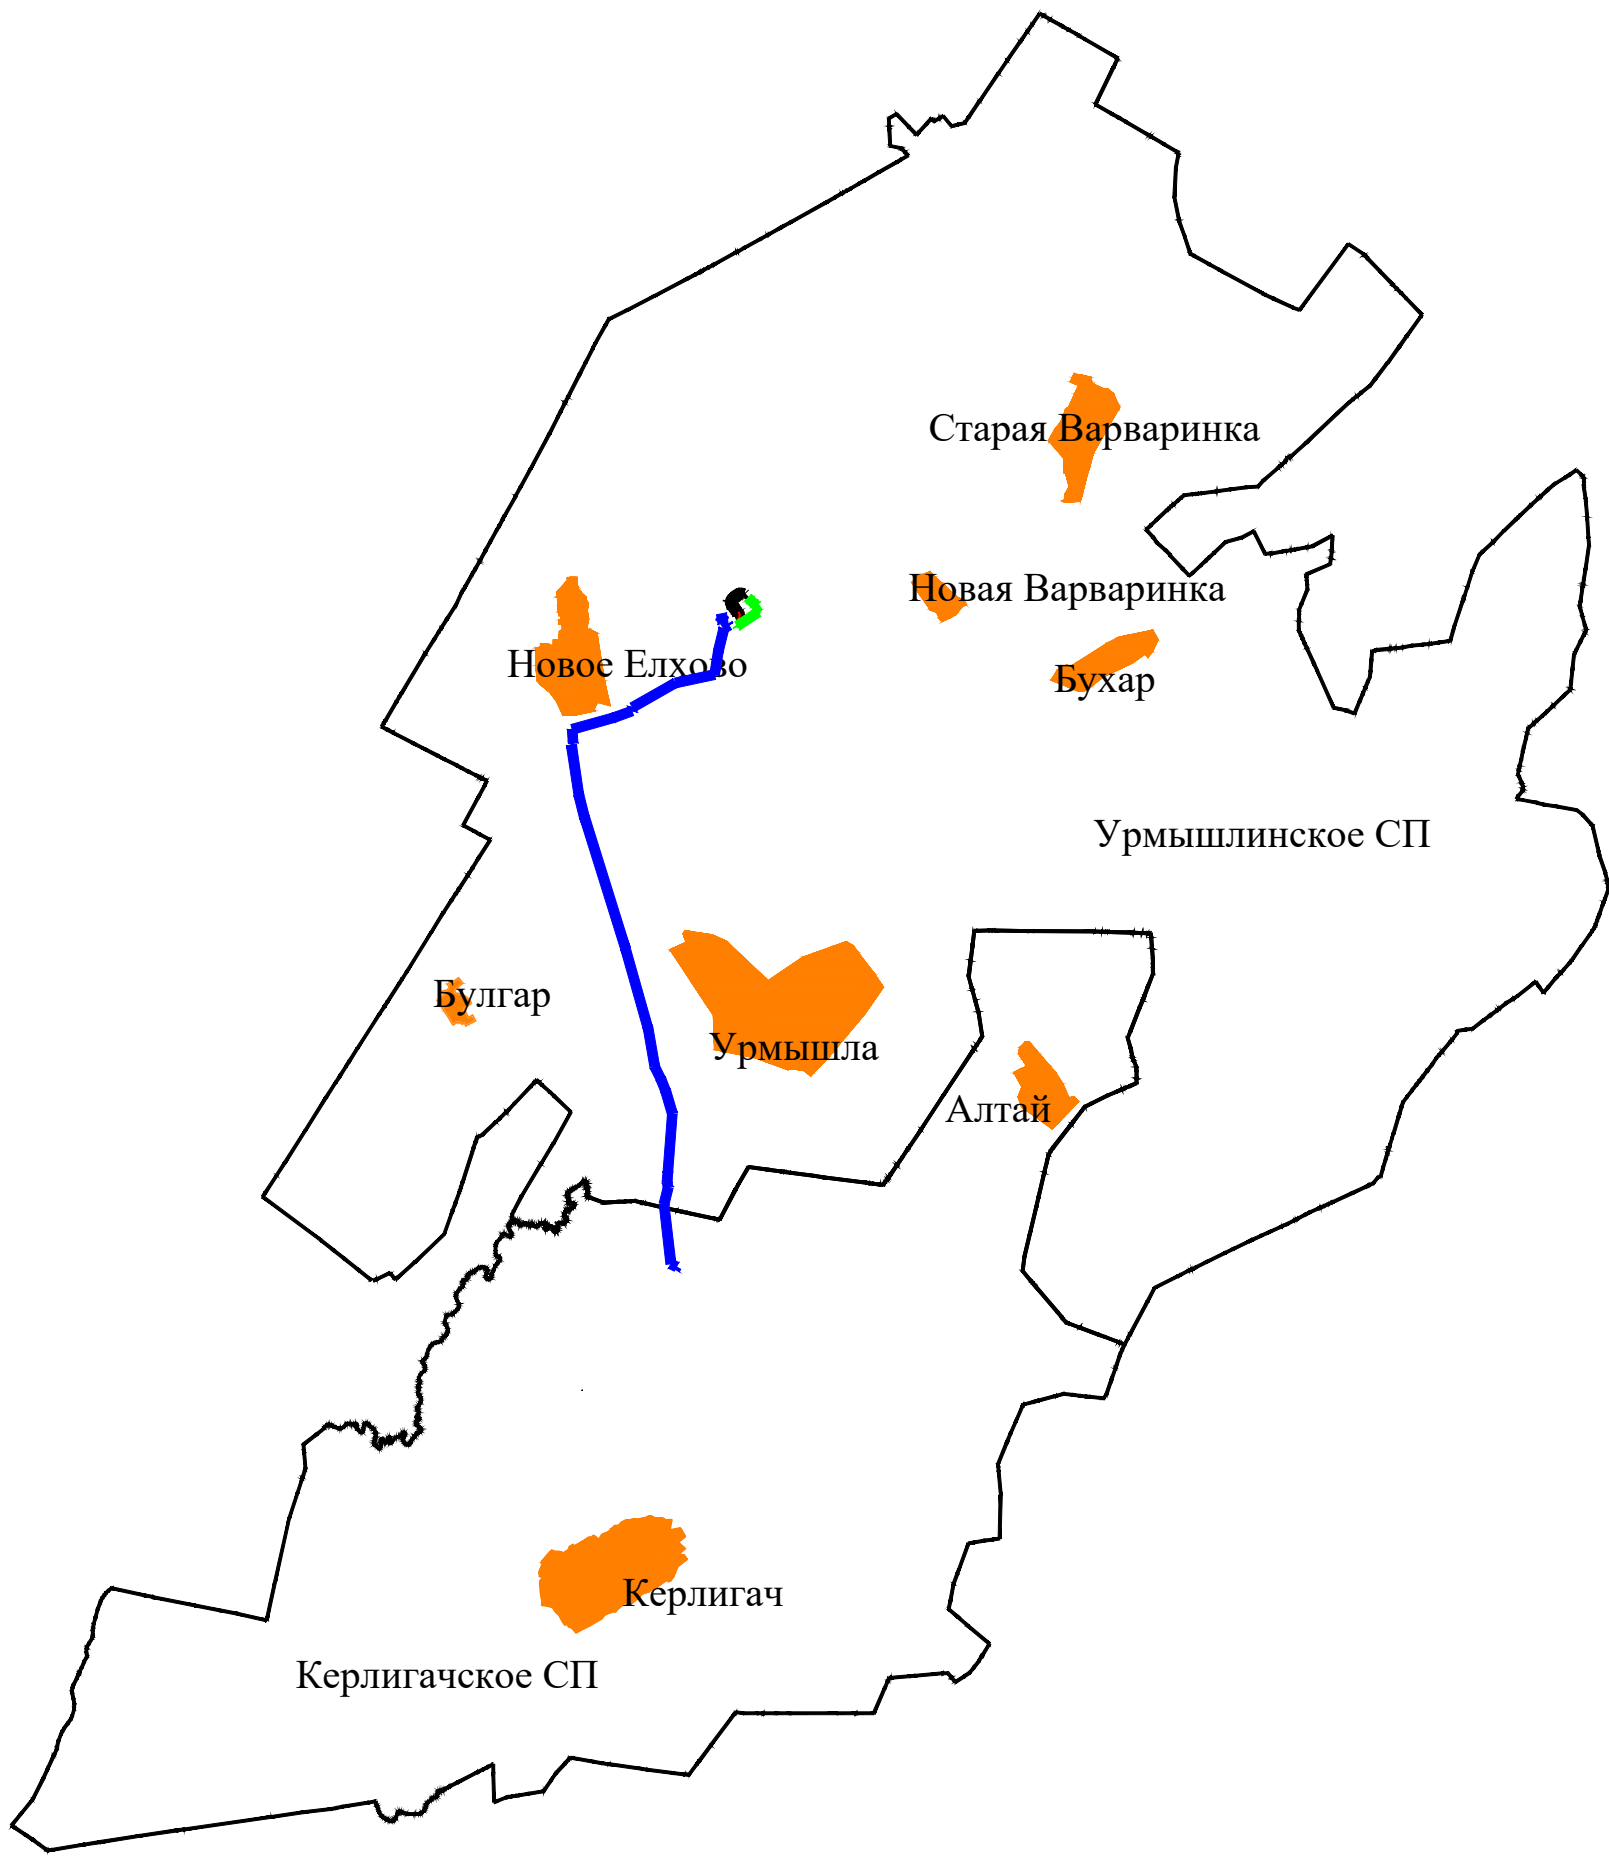 Старая Варваринка
Новая Варваринка
Новое Елхово
Бухар
Урмышлинское СП
Булгар
Урмышла
Алтай
Керлигач
Керлигачское СП